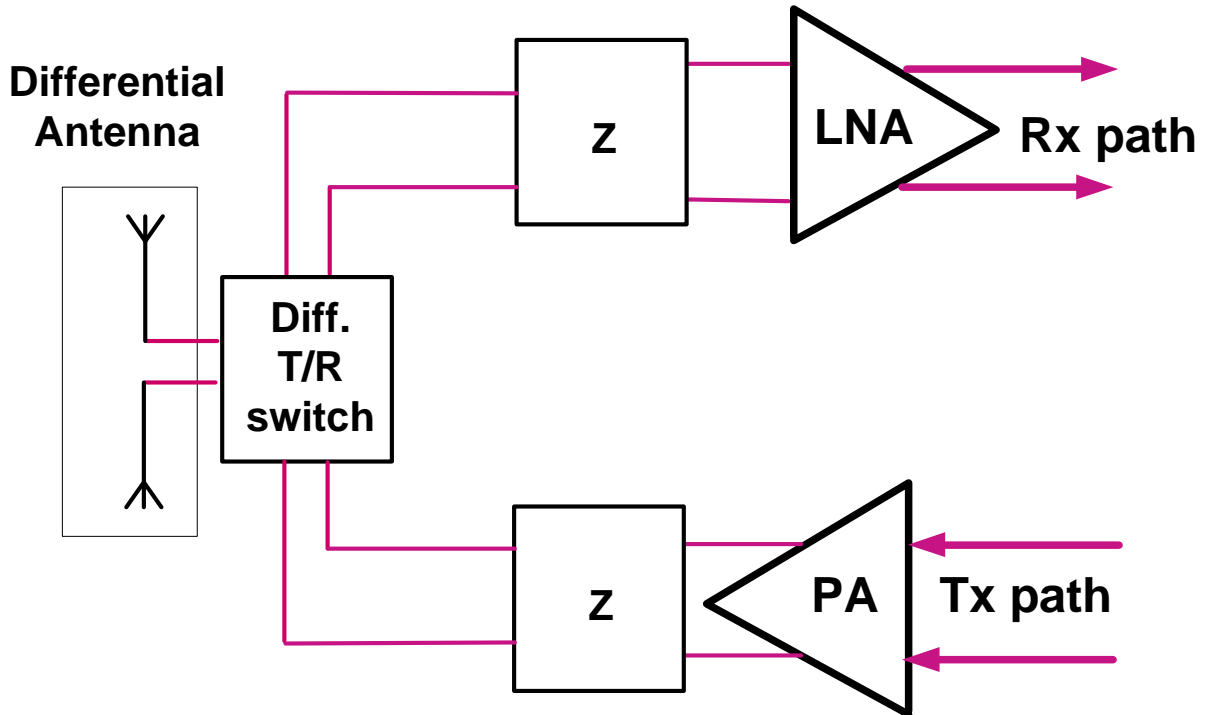 Differential
Antenna
Z
LNA
Rx path
Diff.
T/R
switch
Z
PA
Tx path